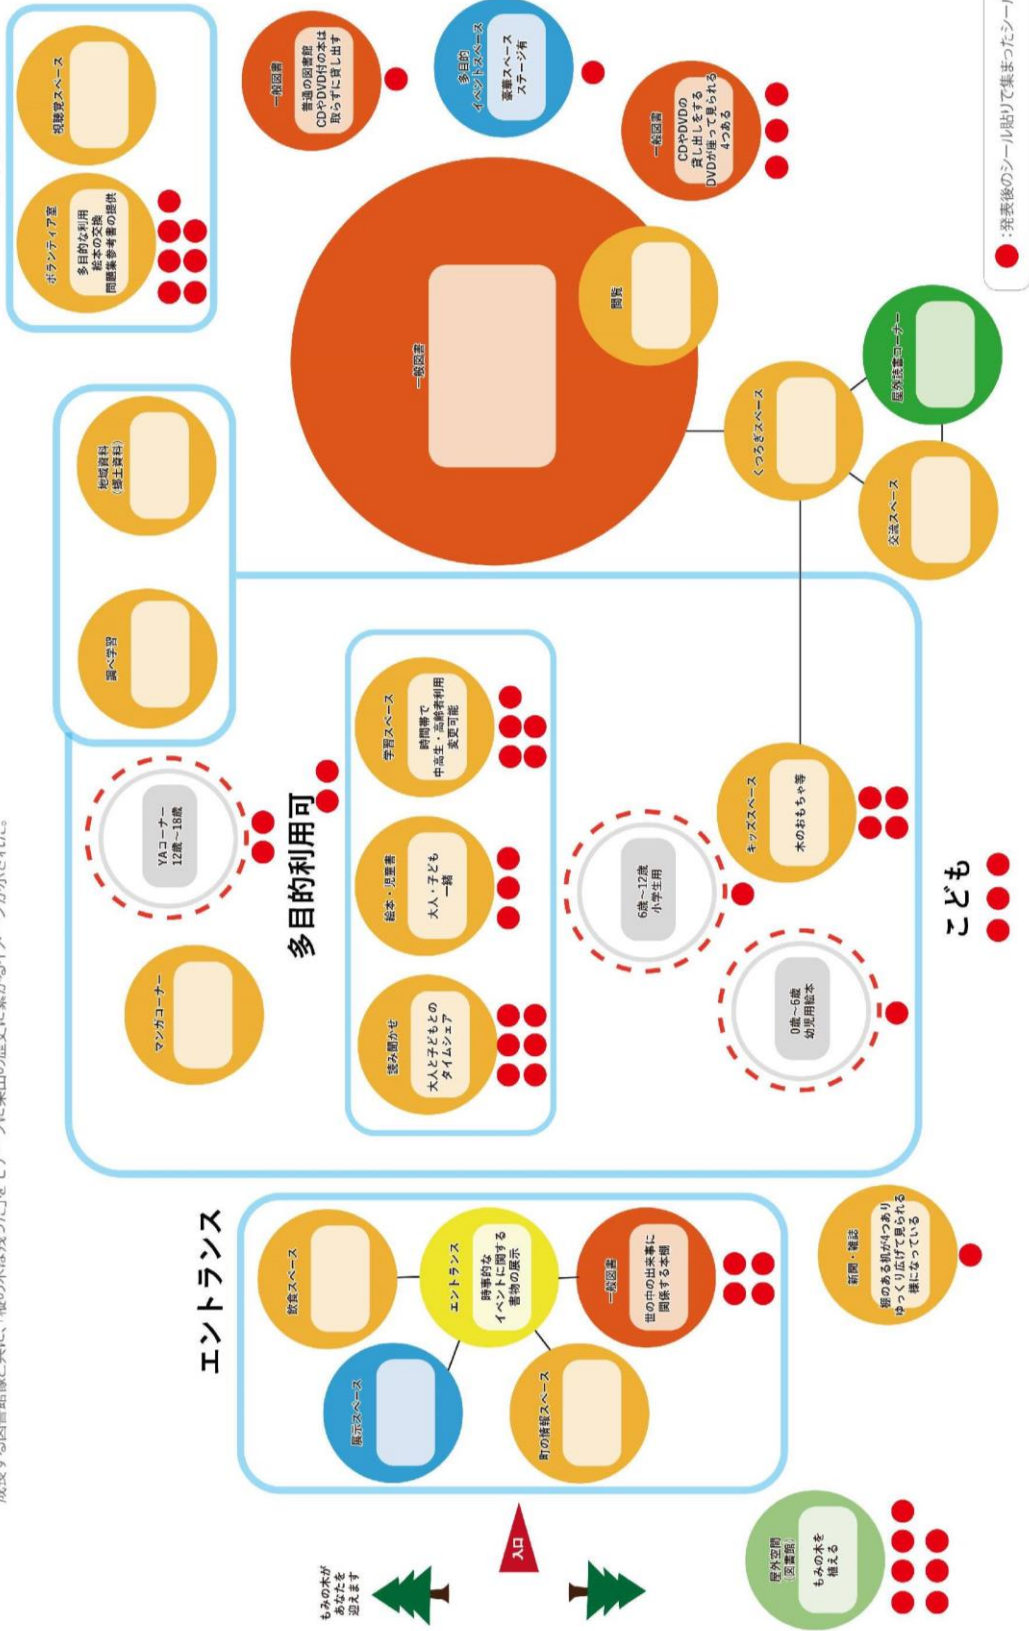 もみの木が
あなたを
迎えます
入口
屋外空間
(図書館)
もみの木を
植える
エントランス
飲食スペース
展示スペース
エントランス
時事的な
イベントに関する
書物の展示
町の情報スペース
一般図書
世の中の出来事に
関係する本棚
新聞・雑誌
棚のある机が4つあり
ゆっくり広げて見られる
様になっている
マンガコーナー
YAコーナー
12歳～18歳
多目的利用可
読み聞かせ
大人と子どもとの
タイムシェア
絵本・児童書
大人・子ども
一緒
学習スペース
時間帯で
中高生・高齢者利用
変更可能
0歳～6歳
幼児用絵本
6歳～12歳
小学生用
キッズスペース
木のおもちゃ等
こども
調べ学習
地域資料
(郷土資料)
一般図書
閲覧
くつろぎスペース
交流スペース
屋外読書コーナー
ボランティア室
多目的な利用
絵本の交換
問題集参考書の提供
視聴覚スペース
一般図書
普通の図書館
CDやDVD付の本は
取らずに貸し出す
多目的
イベントスペース
豪華スペース
ステージ有
一般図書
CDやDVDの
貸し出しをする
DVDが座って見られる
4つある
:発表後のシール貼りで集まったシール